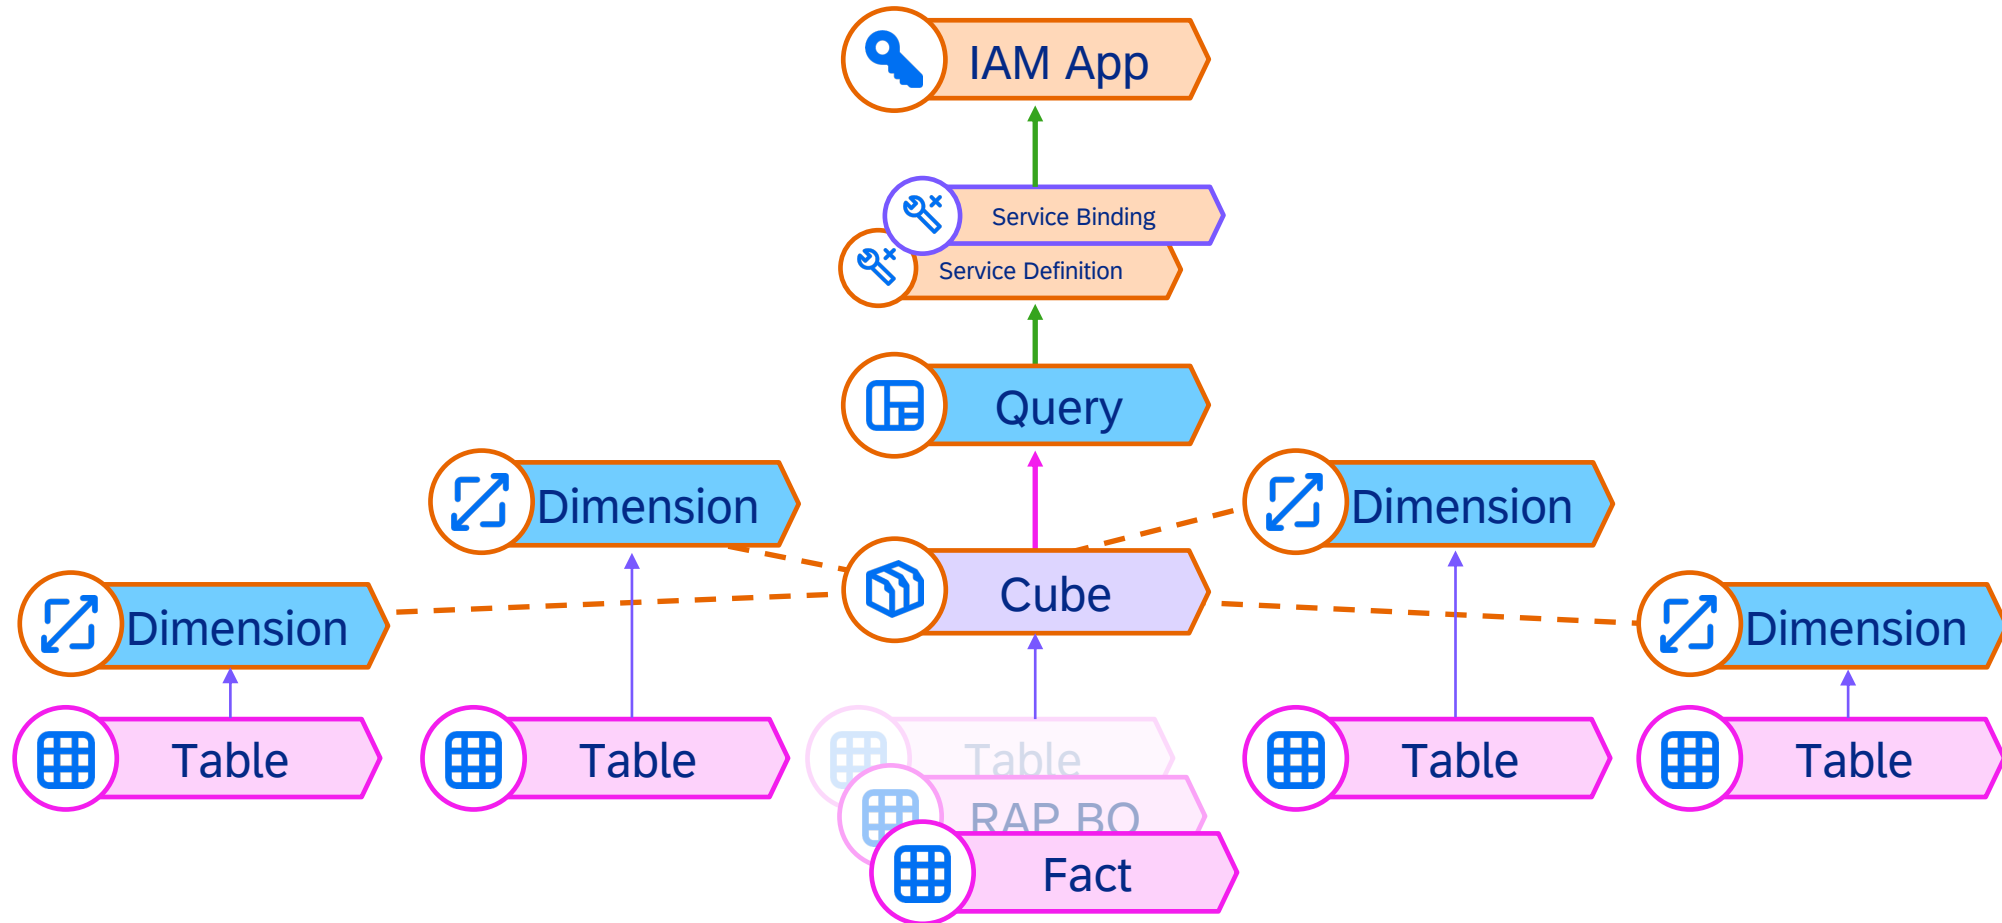 IAM App
Service Binding
Service Definition
Query
Dimension
Dimension
Cube
Dimension
Dimension
Table
Table
Table
Table
Table
RAP BO
Fact